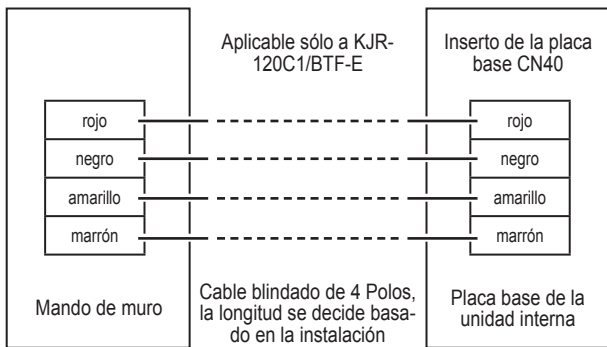 Aplicable sólo a KJR-
120C1/BTF-E
Inserto de la placa
base CN40
rojo
rojo
negro
negro
amarillo
amarillo
marrón
marrón
Mando de muro
Cable blindado de 4 Polos,
la longitud se decide basa-
do en la instalación
Placa base de la
unidad interna